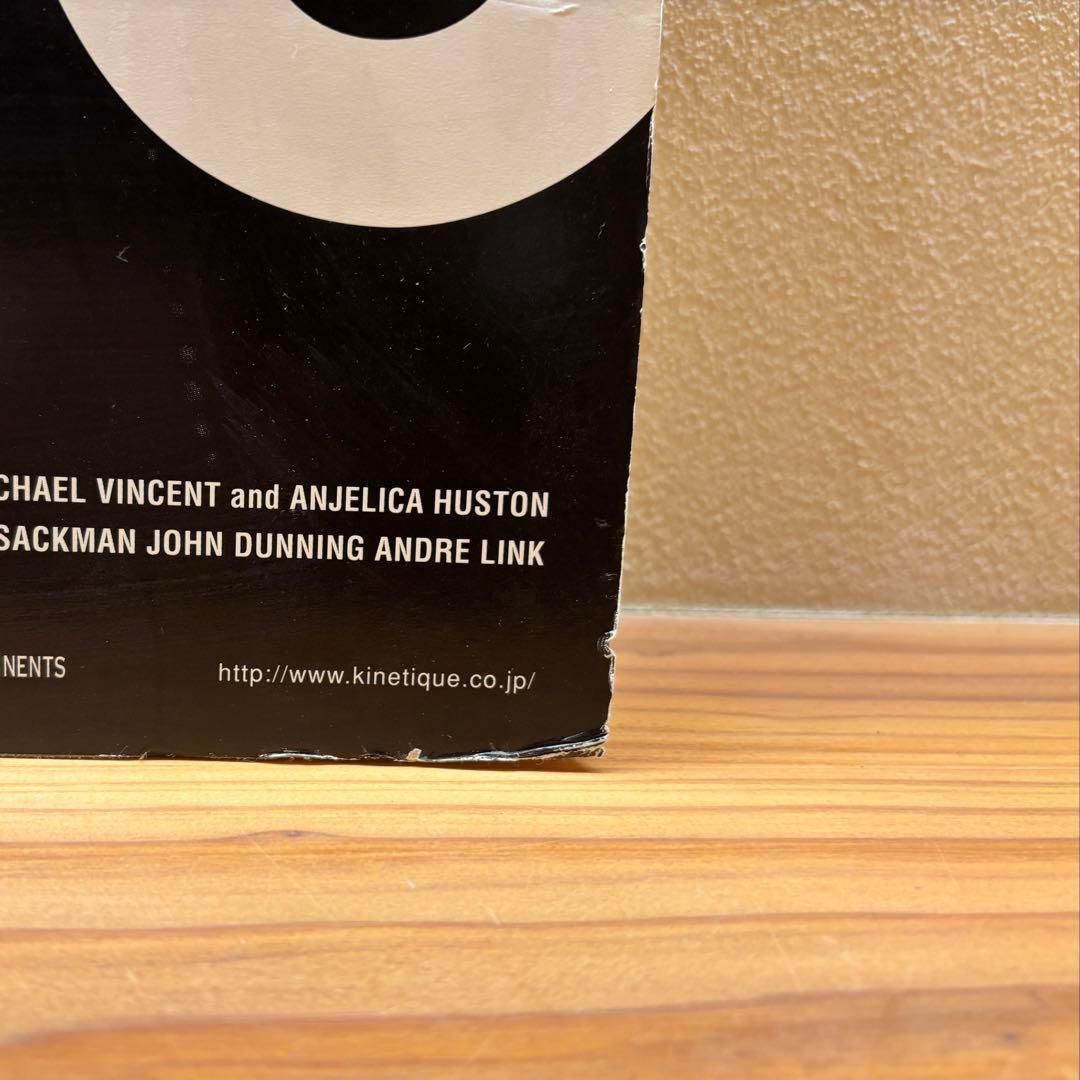 CHAEL VINCENT and ANJELICA HUSTON
SACKMAN JOHN DUNNING ANDRE LINK
NENTS
http://www.kinetique.co.jp/